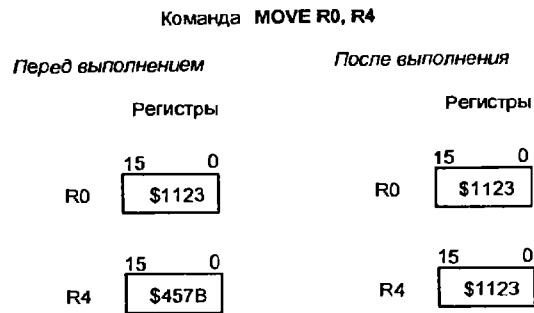 Команда MOVE R0, R4
Перед выполнением После выполнения
Регистры Регистры
15 0 15 0
R0 $1123 R0 $1123
15 0 15 0
R4 $457B R4 $1123